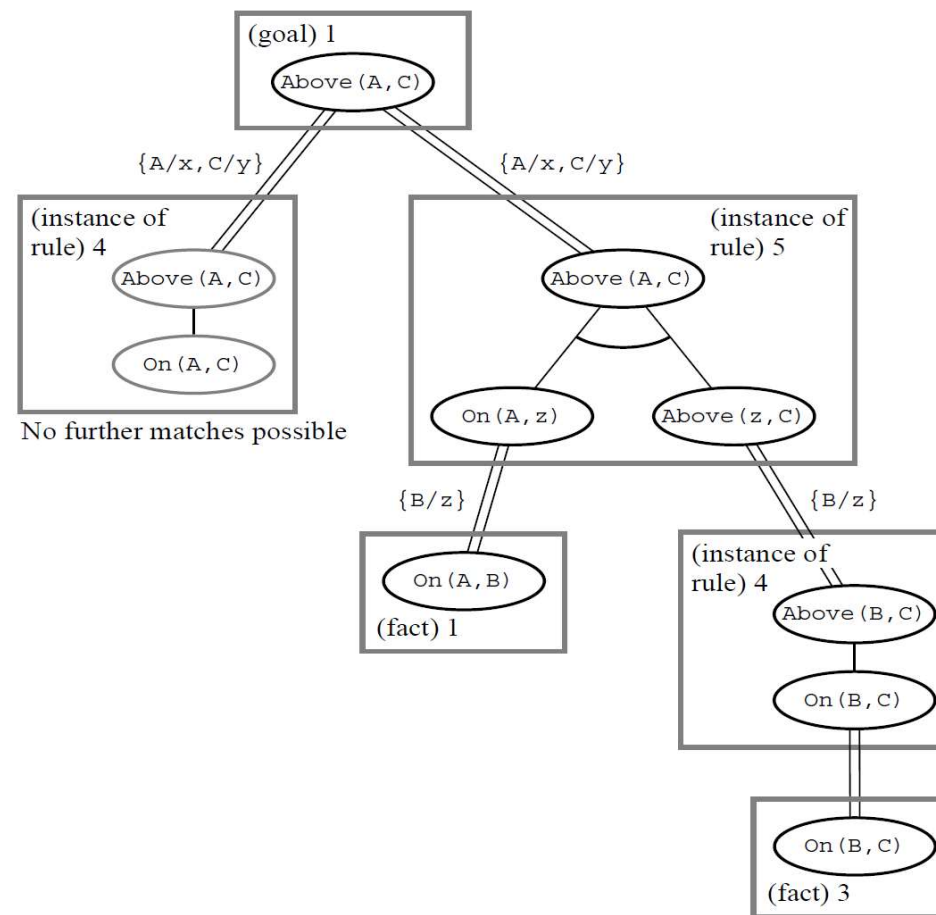 (goal) 1
Above(A,C)
{A/x,C/y}
{A/x,C/y}
(instance of
rule) 4
Above(A,C)
On(A,C)
No further matches possible
(instance of
rule) 5
Above(A,C)
On(A,z)
Above(z,C)
{B/z}
{B/z}
On(A,B)
(fact) 1
(instance of
rule) 4
Above(B,C)
On(B,C)
On(B,C)
(fact) 3